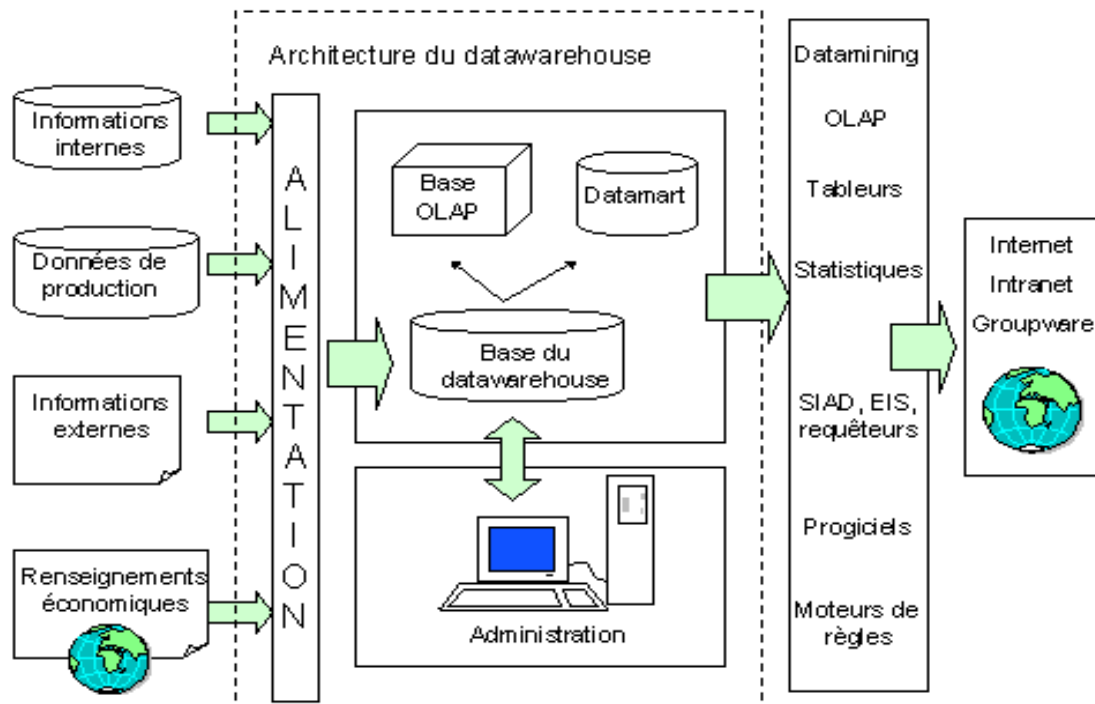 Architecture du datawarehouse
Informations
internes
Données de
production
Informations
externes
Renseignements
économiques
ALIMENTATION
Base
OLAP
Datamart
Base du
datawarehouse
Administration
Datamining
OLAP
Tableurs
Statistiques
SIAD, EIS,
requêteurs
Progiciels
Moteurs de
règles
Internet
Intranet
Groupware